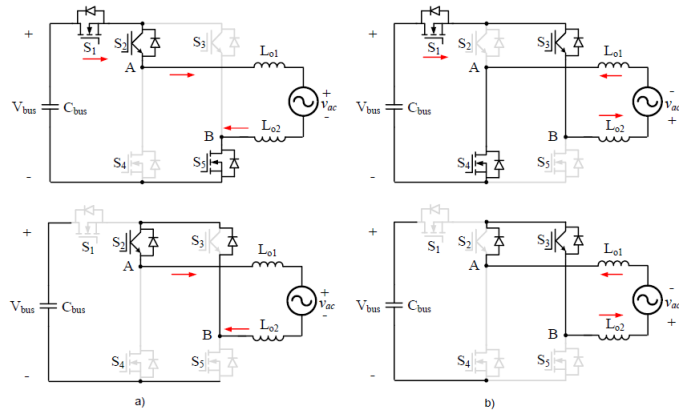 +
S1
S2
S3
Lo1
A
+
Vbus
Cbus
vac
-
B
Lo2
S4
S5
-
+
S1
S2
S3
Lo1
A
-
Vbus
Cbus
vac
+
B
Lo2
S4
S5
-
+
S1
S2
S3
Lo1
A
+
Vbus
Cbus
vac
-
B
Lo2
S4
S5
-
+
S1
S2
S3
Lo1
A
-
Vbus
Cbus
vac
+
B
Lo2
S4
S5
-
a)
b)